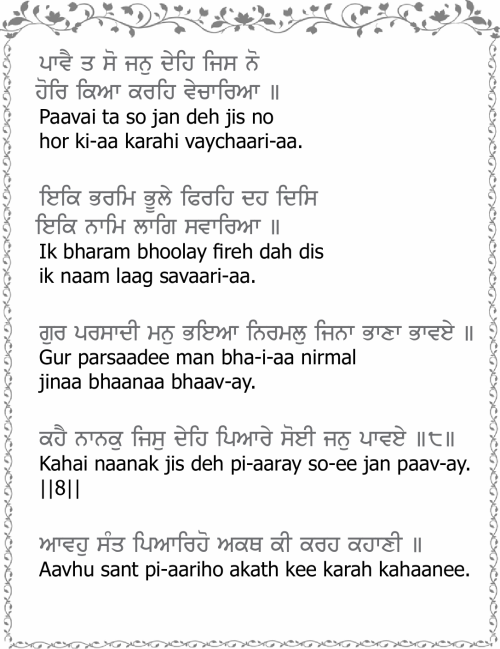 ਪਾਵੈ ਤ ਸੋ ਜਨੁ ਦੇਹਿ ਜਿਸ ਨੋ
ਹੋਰਿ ਕਿਆ ਕਰਹਿ ਵੇਚਾਰਿਆ ॥
Paavai ta so jan deh jis no
hor ki-aa karahi vaychaari-aa.
ਇਕਿ ਭਰਮਿ ਭੂਲੇ ਫਿਰਹਿ ਦਹ ਦਿਸਿ
ਇਕਿ ਨਾਮਿ ਲਾਗਿ ਸਵਾਰਿਆ ॥
Ik bharam bhoolay fireh dah dis
ik naam laag savaari-aa.
ਗੁਰ ਪਰਸਾਦੀ ਮਨੁ ਭਇਆ ਨਿਰਮਲੁ ਜਿਨਾ ਭਾਣਾ ਭਾਵਏ ॥
Gur parsaadee man bha-i-aa nirmal
jinaa bhaanaa bhaav-ay.
ਕਹੈ ਨਾਨਕੁ ਜਿਸੁ ਦੇਹਿ ਪਿਆਰੇ ਸੋਈ ਜਨੁ ਪਾਵਏ ॥੮॥
Kahai naanak jis deh pi-aaray so-ee jan paav-ay.
||8||
ਆਵਹੁ ਸੰਤ ਪਿਆਰਿਹੋ ਅਕਥ ਕੀ ਕਰਹ ਕਹਾਣੀ ॥
Aavhu sant pi-aariho akath kee karah kahaanee.